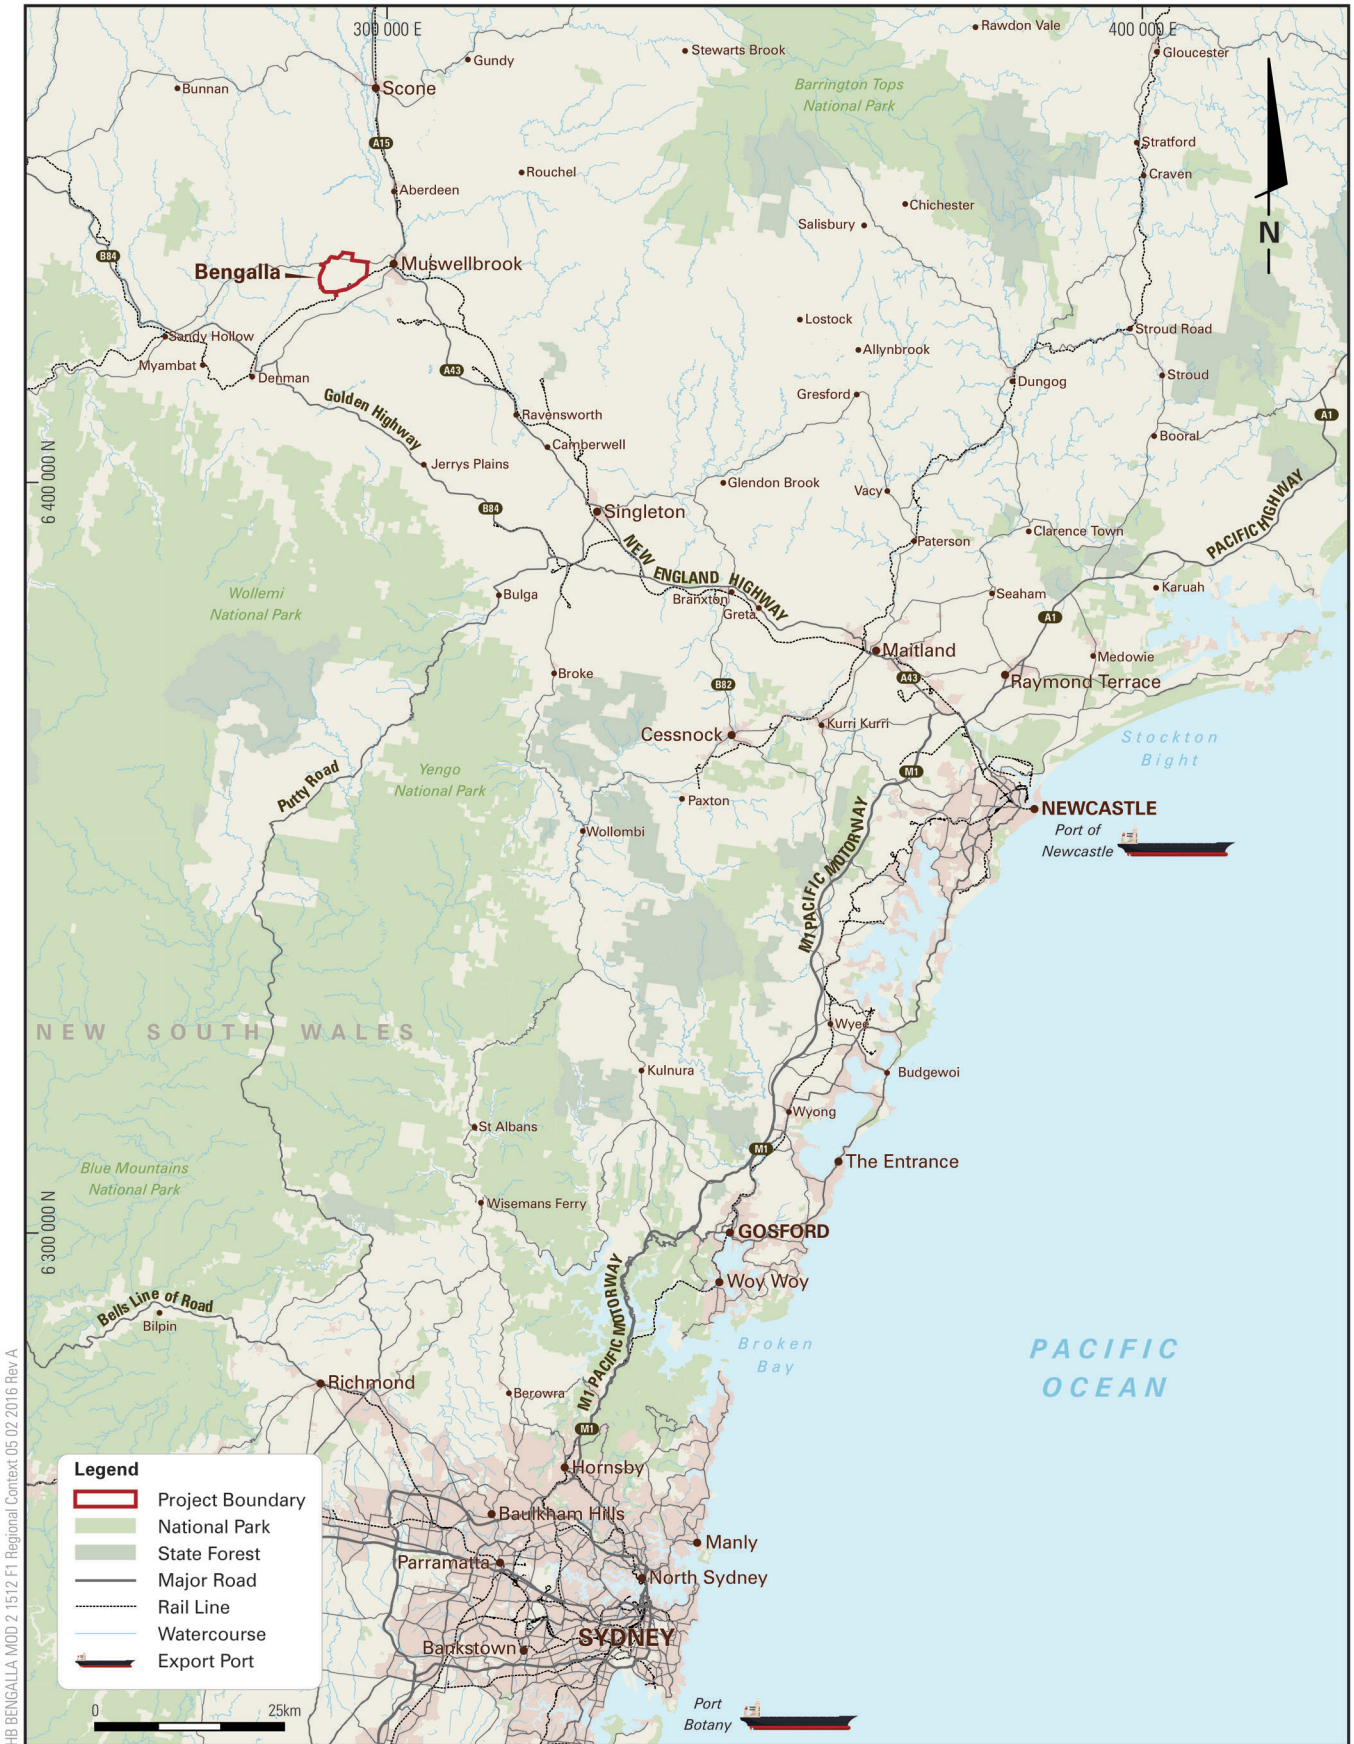 300 000 E
400 000 E
Rawdon Vale
Gloucester
Stewarts Brook
Gundy
Bunnan
Scone
Barrington Tops
National Park
A15
Stratford
Rouchel
Craven
Aberdeen
Chichester
Salisbury
N
B84
Bengalla
Muswellbrook
Lostock
Stroud Road
Sandy Hollow
Allynbrook
Myambat
Denman
A43
Dungog
Stroud
Golden Highway
Gresford
Ravensworth
A1
Camberwell
Booral
Jerrys Plains
6 400 000 N
Glendon Brook
Vacy
B84
Singleton
PACIFIC HIGHWAY
Clarence Town
Paterson
NEW ENGLAND HIGHWAY
Wollemi
National Park
Bulga
Branxton
Greta
Seaham
Karuah
A1
Maitland
Medowie
Broke
B82
A43
Raymond Terrace
Cessnock
Kurri Kurri
Stockton
Bight
Yengo
National Park
Putty Road
M1
Paxton
NEWCASTLE
Port of
Newcastle
Wollombi
M1 PACIFIC MOTORWAY
NEW SOUTH WALES
Wyee
Kulnura
Budgewoi
Wyong
St Albans
M1
The Entrance
Blue Mountains
National Park
Wisemans Ferry
6 300 000 N
GOSFORD
Woy Woy
Bells Line of Road
Bilpin
M1 PACIFIC MOTORWAY
Broken
Bay
PACIFIC
OCEAN
Richmond
Berowra
M1
Hornsby
Baulkham Hills
Manly
Parramatta
North Sydney
SYDNEY
Bankstown
Port
Botany
Legend
Project Boundary
National Park
State Forest
Major Road
Rail Line
Watercourse
Export Port
0
25km
HB BENGALLA MOD 2 1512 F1 Regional Context 05 02 2016 Rev A